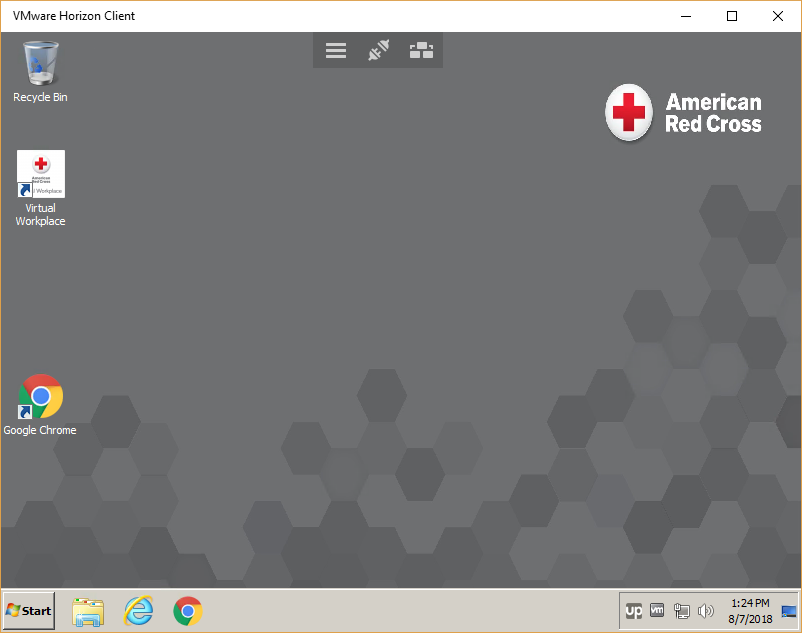 VMware Horizon Client
Recycle Bin
American
Red Cross
American
Red Cross
Workplace
Virtual
Workplace
Google Chrome
Start
up
vm
1:24 PM
8/7/2018